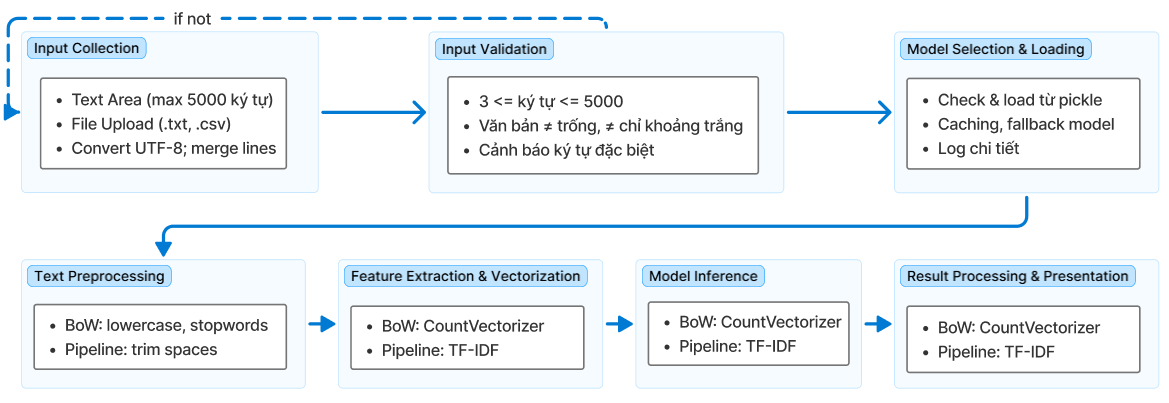 if not
Input Collection
• Text Area (max 5000 ký tự)
• File Upload (.txt, .csv)
• Convert UTF-8; merge lines
Input Validation
• 3 <= ký tự <= 5000
• Văn bản ≠ trống, ≠ chỉ khoảng trắng
• Cảnh báo ký tự đặc biệt
Model Selection & Loading
• Check & load từ pickle
• Caching, fallback model
• Log chi tiết
Text Preprocessing
• BoW: lowercase, stopwords
• Pipeline: trim spaces
Feature Extraction & Vectorization
• BoW: CountVectorizer
• Pipeline: TF-IDF
Model Inference
• BoW: CountVectorizer
• Pipeline: TF-IDF
Result Processing & Presentation
• BoW: CountVectorizer
• Pipeline: TF-IDF